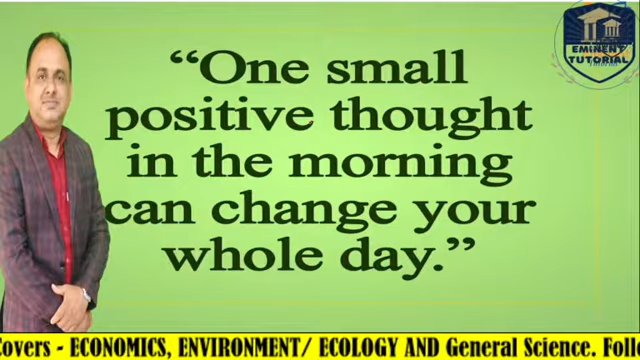 “One small
positive thought
in the morning
can change your
whole day.”
EMINENT
TUTORIAL
Covers - ECONOMICS, ENVIRONMENT/ ECOLOGY AND General Science. Foll